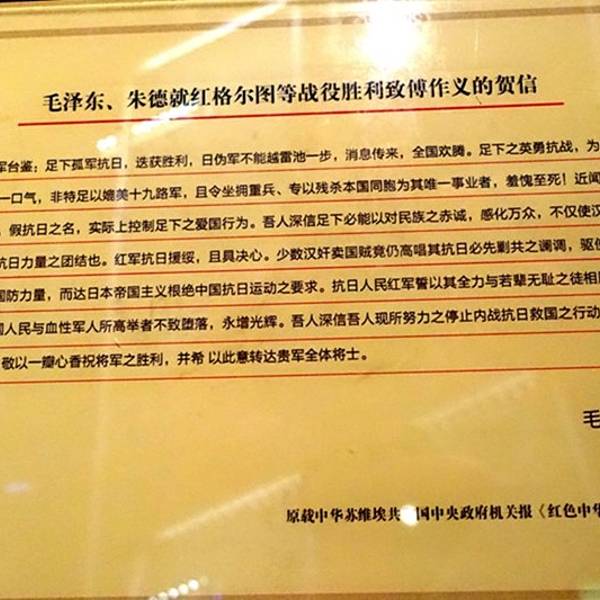 毛泽东、朱德就红格尔图等战役胜利致傅作义的贺信
军台鉴：足下孤军抗日，迭获胜利，日伪军不能越雷池一步，消息传来，全国欢腾。足下之英勇抗战，为
一口气，非特足以媲美十九路军，且令坐拥重兵、专以残杀本国同胞为其唯一事业者，羞愧至死！近闻
，假抗日之名，实际上控制足下之爱国行为。吾人深信足下必能以对民族之赤诚，感化万众，不仅使汉
抗日力量之团结也。红军抗日援绥，且具决心。少数汉奸卖国贼竟仍高唱其抗日必先剿共之谰调，驱使
国防力量，而达日本帝国主义根绝中国抗日运动之要求。抗日人民红军誓以其全力与若辈无耻之徒相周
国人民与血性军人所高举者不致堕落，永增光辉。吾人深信吾人现所努力之停止内战抗日救国之行动
敬以一瓣心香祝将军之胜利，并希 以此意转达贵军全体将士。
毛
原载中华苏维埃共 国中央政府机关报《红色中华